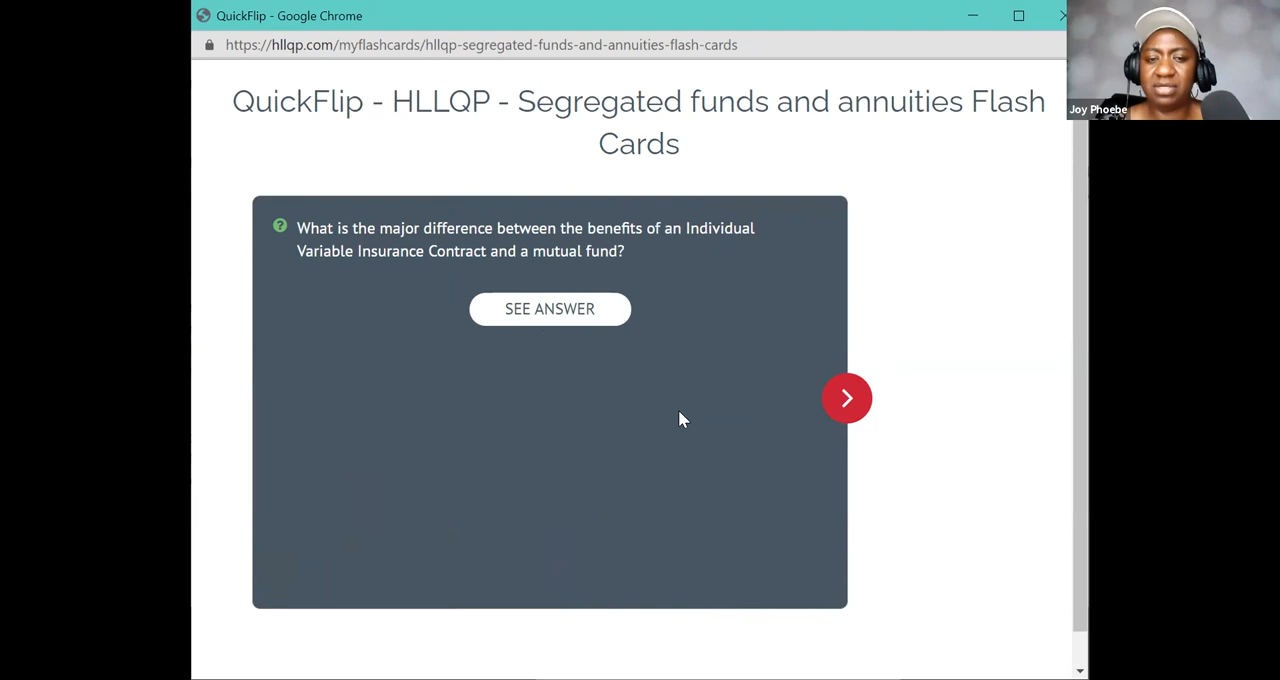 QuickFlip - Google Chrome
https://hllqp.com/myflashcards/hllqp-segregated-funds-and-annuities-flash-cards
Joy Phoebe
QuickFlip - HLLQP - Segregated funds and annuities Flash
Cards
What is the major difference between the benefits of an Individual
Variable Insurance Contract and a mutual fund?
SEE ANSWER